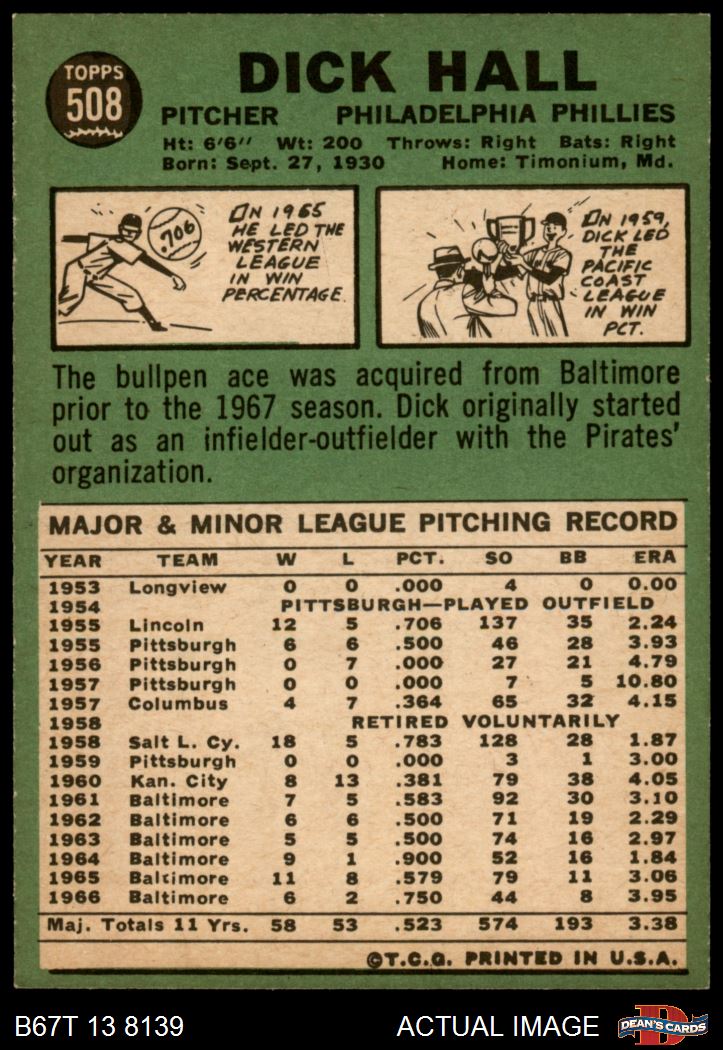 TOPPS
508
DICK HALL
PITCHER PHILADELPHIA PHILLIES
Ht: 6'6" Wt: 200 Throws: Right Bats: Right
Born: Sept. 27, 1930 Home: Timonium, Md.
.706
ON 1965
HE LED THE
WESTERN
LEAGUE
IN WIN
PERCENTAGE.
ON 1959,
DICK LED
THE
PACIFIC
COAST
LEAGUE
IN WIN
PCT.
The bullpen ace was acquired from Baltimore
prior to the 1967 season. Dick originally started
out as an infielder-outfielder with the Pirates'
organization.
MAJOR & MINOR LEAGUE PITCHING RECORD
YEAR TEAM W L PCT. SO BB ERA
1953 Longview 0 0 .000 4 0 0.00
1954 PITTSBURGH—PLAYED OUTFIELD
1955 Lincoln 12 5 .706 137 35 2.24
1955 Pittsburgh 6 6 .500 46 28 3.93
1956 Pittsburgh 0 7 .000 27 21 4.79
1957 Pittsburgh 0 0 .000 7 5 10.80
1957 Columbus 4 7 .364 65 32 4.15
1958 RETIRED VOLUNTARILY
1958 Salt L. Cy. 18 5 .783 128 28 1.87
1959 Pittsburgh 0 0 .000 3 1 3.00
1960 Kan. City 8 13 .381 79 38 4.05
1961 Baltimore 7 5 .583 92 30 3.10
1962 Baltimore 6 6 .500 71 19 2.29
1963 Baltimore 5 5 .500 74 16 2.97
1964 Baltimore 9 1 .900 52 16 1.84
1965 Baltimore 11 8 .579 79 11 3.06
1966 Baltimore 6 2 .750 44 8 3.95
Maj. Totals 11 Yrs. 58 53 .523 574 193 3.38
©T.C.G. PRINTED IN U.S.A.
B67T 13 8139 ACTUAL IMAGE
D
DEAN'S CARDS